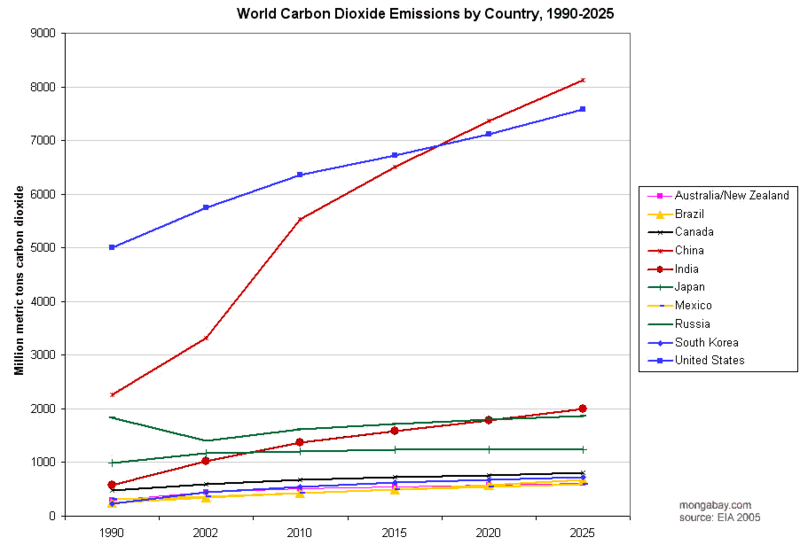 World Carbon Dioxide Emissions by Country, 1990-2025
Million metric tons carbon dioxide
9000
8000
7000
6000
5000
4000
3000
2000
1000
0
1990
2002
2010
2015
2020
2025
Australia/New Zealand
Brazil
Canada
China
India
Japan
Mexico
Russia
South Korea
United States
mongabay.com
source: EIA 2005